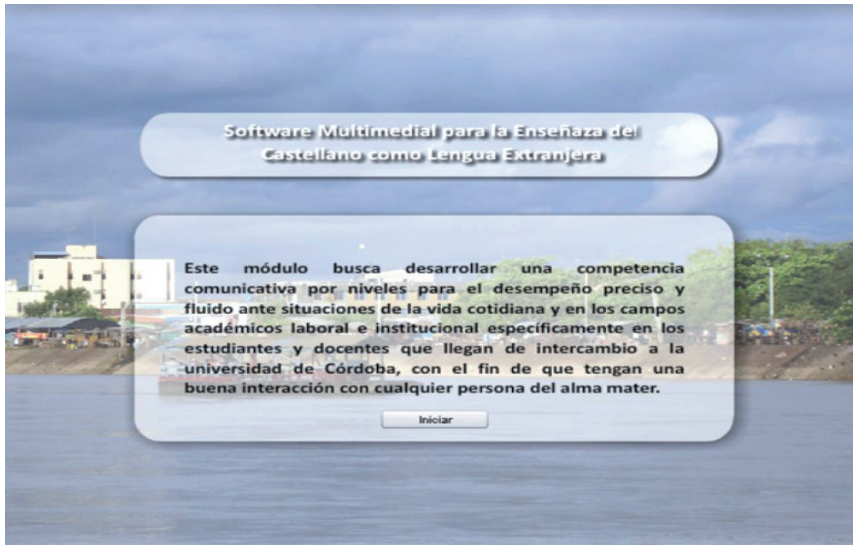 Software Multimedial para la Enseñaza del
Castellano como Lengua Extranjera
Este módulo busca desarrollar una competencia
comunicativa por niveles para el desempeño preciso y
fluido ante situaciones de la vida cotidiana y en los campos
académicos laboral e institucional específicamente en los
estudiantes y docentes que llegan de intercambio a la
universidad de Córdoba, con el fin de que tengan una
buena interacción con cualquier persona del alma mater.
Iniciar